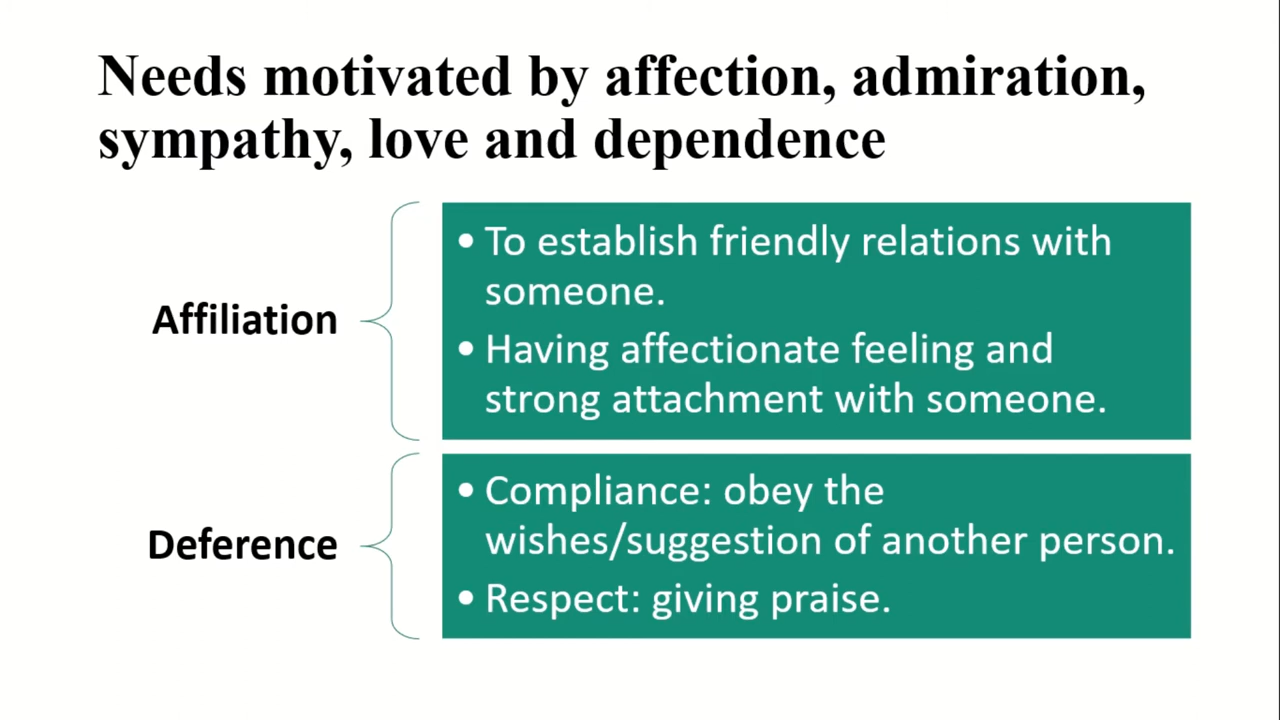 Needs motivated by affection, admiration,
sympathy, love and dependence
Affiliation
• To establish friendly relations with
someone.
• Having affectionate feeling and
strong attachment with someone.
Deference
• Compliance: obey the
wishes/suggestion of another person.
• Respect: giving praise.